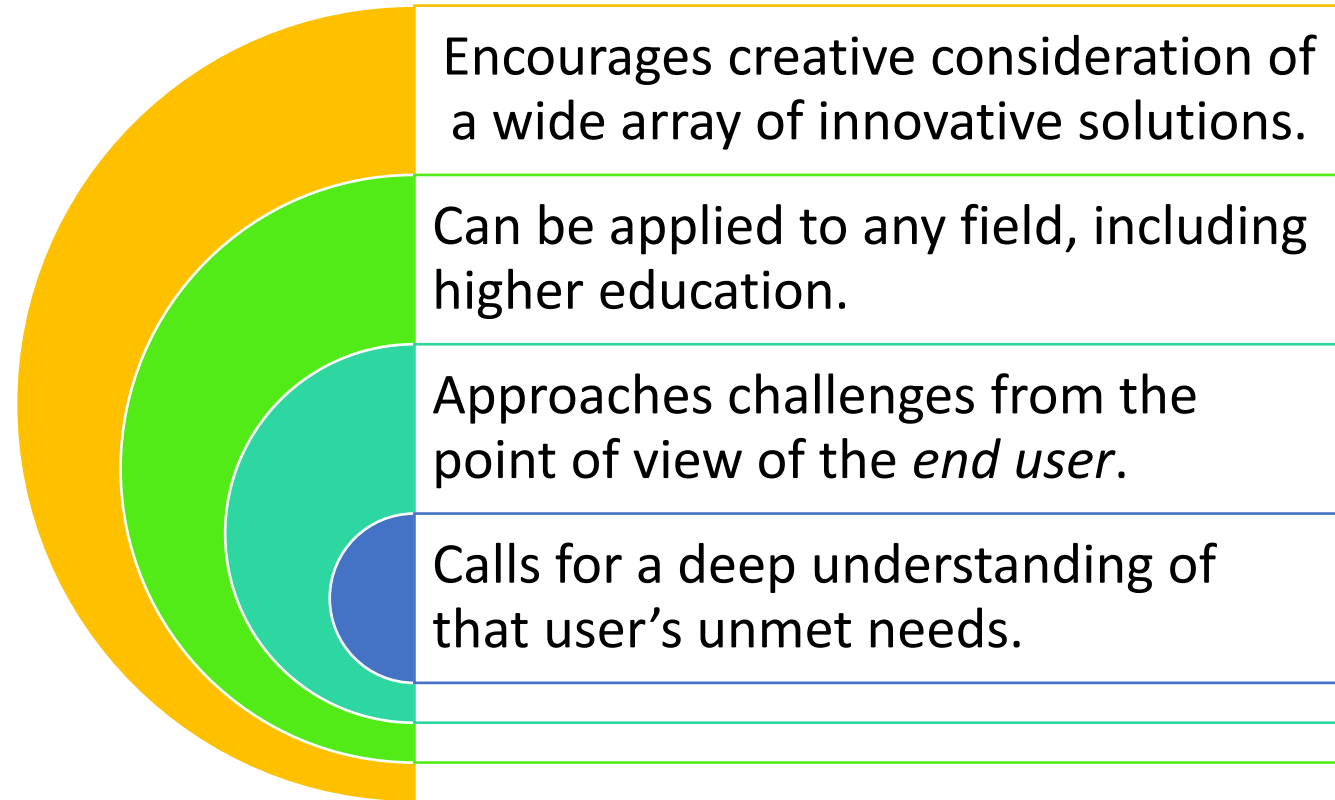 Encourages creative consideration of
a wide array of innovative solutions.
Can be applied to any field, including
higher education.
Approaches challenges from the
point of view of the end user.
Calls for a deep understanding of
that user’s unmet needs.